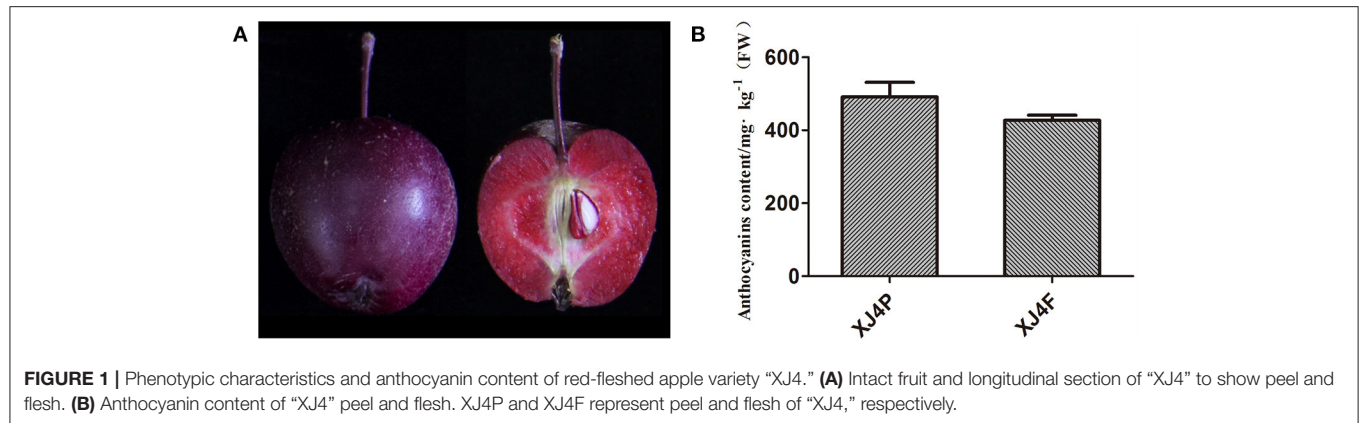 A
B
Anthocyanins content/mg· kg⁻¹ (FW)
600
400
200
0
XJ4P
XJ4F
FIGURE 1 | Phenotypic characteristics and anthocyanin content of red-fleshed apple variety “XJ4.” (A) Intact fruit and longitudinal section of “XJ4” to show peel and
flesh. (B) Anthocyanin content of “XJ4” peel and flesh. XJ4P and XJ4F represent peel and flesh of “XJ4,” respectively.